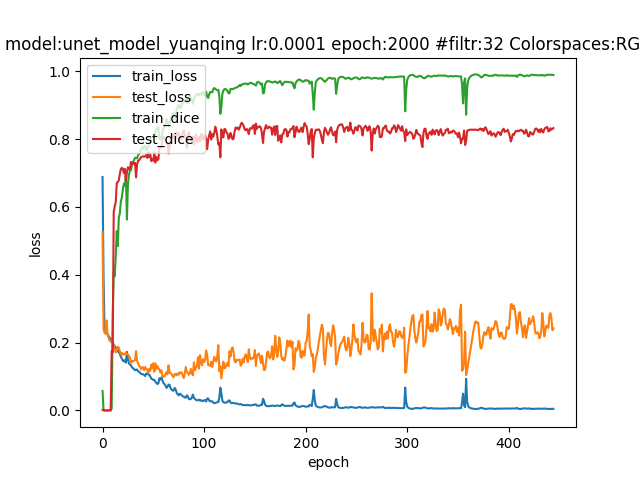 model:unet_model_yuanqing lr:0.0001 epoch:2000 #filtr:32 Colorspaces:RG
1.0
0.8
0.6
0.4
0.2
0.0
loss
train_loss
test_loss
train_dice
test_dice
0 100 200 300 400
epoch